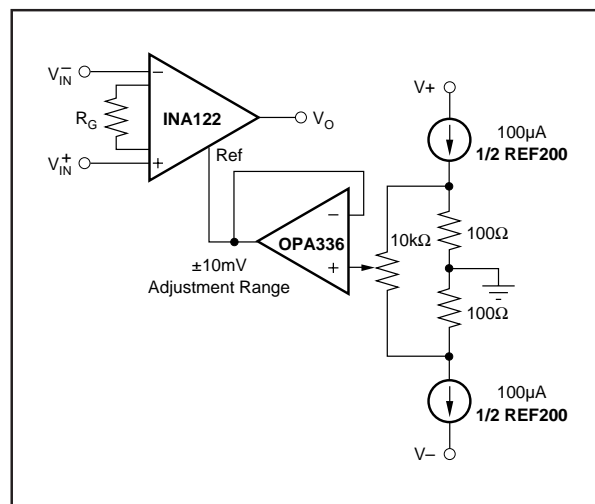 V−IN
−
INA122
RG
VO
V+IN
+
Ref
V+
100µA
1/2 REF200
−
OPA336
+
10kΩ
100Ω
100Ω
±10mV
Adjustment Range
100µA
1/2 REF200
V–